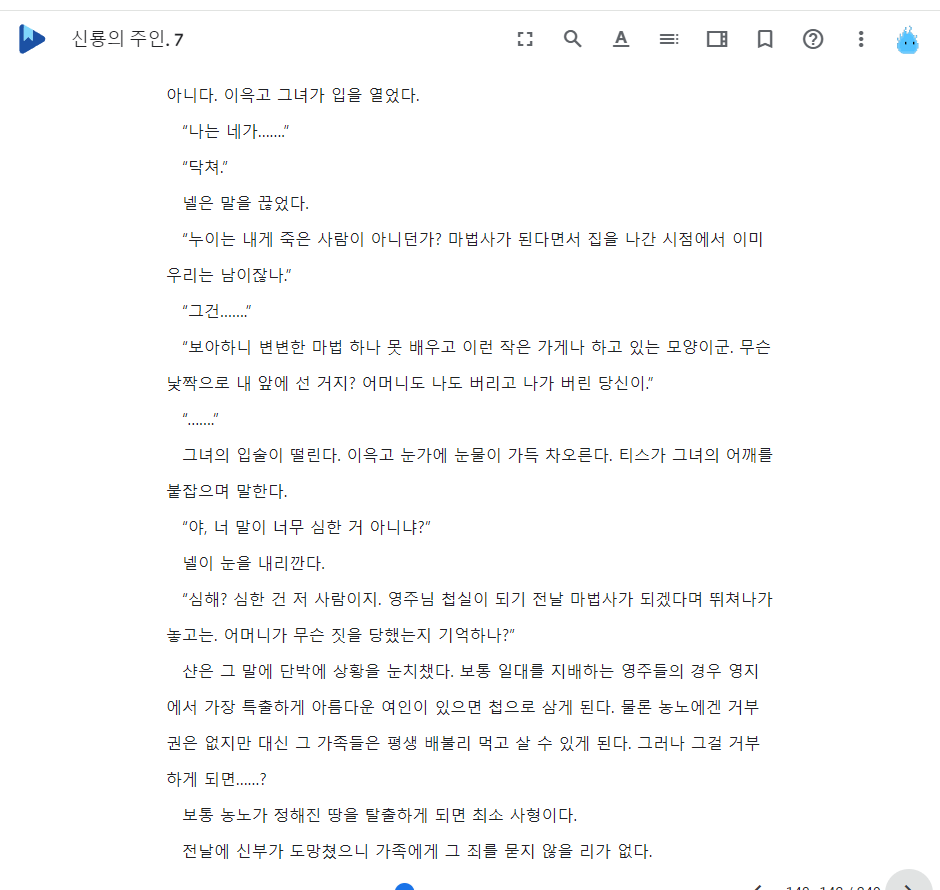 신룡의 주인. 7
아니다. 이윽고 그녀가 입을 열었다.
“나는 네가…….”
“닥쳐.”
넬은 말을 끊었다.
“누이는 내게 죽은 사람이 아니던가? 마법사가 된다면서 집을 나간 시점에서 이미
우리는 남이잖나.”
“그건…….”
“보아하니 변변한 마법 하나 못 배우고 이런 작은 가게나 하고 있는 모양이군. 무슨
낯짝으로 내 앞에 선 거지? 어머니도 나도 버리고 나가 버린 당신이.”
“…….”
그녀의 입술이 떨린다. 이윽고 눈가에 눈물이 가득 차오른다. 티스가 그녀의 어깨를
붙잡으며 말한다.
“야, 너 말이 너무 심한 거 아니냐?”
넬이 눈을 내리깐다.
“심해? 심한 건 저 사람이지. 영주님 첩실이 되기 전날 마법사가 되겠다며 뛰쳐나가
놓고는. 어머니가 무슨 짓을 당했는지 기억하나?”
샨은 그 말에 단박에 상황을 눈치챘다. 보통 일대를 지배하는 영주들의 경우 영지
에서 가장 특출하게 아름다운 여인이 있으면 첩으로 삼게 된다. 물론 농노에겐 거부
권은 없지만 대신 그 가족들은 평생 배불리 먹고 살 수 있게 된다. 그러나 그걸 거부
하게 되면……?
보통 농노가 정해진 땅을 탈출하게 되면 최소 사형이다.
전날에 신부가 도망쳤으니 가족에게 그 죄를 묻지 않을 리가 없다.